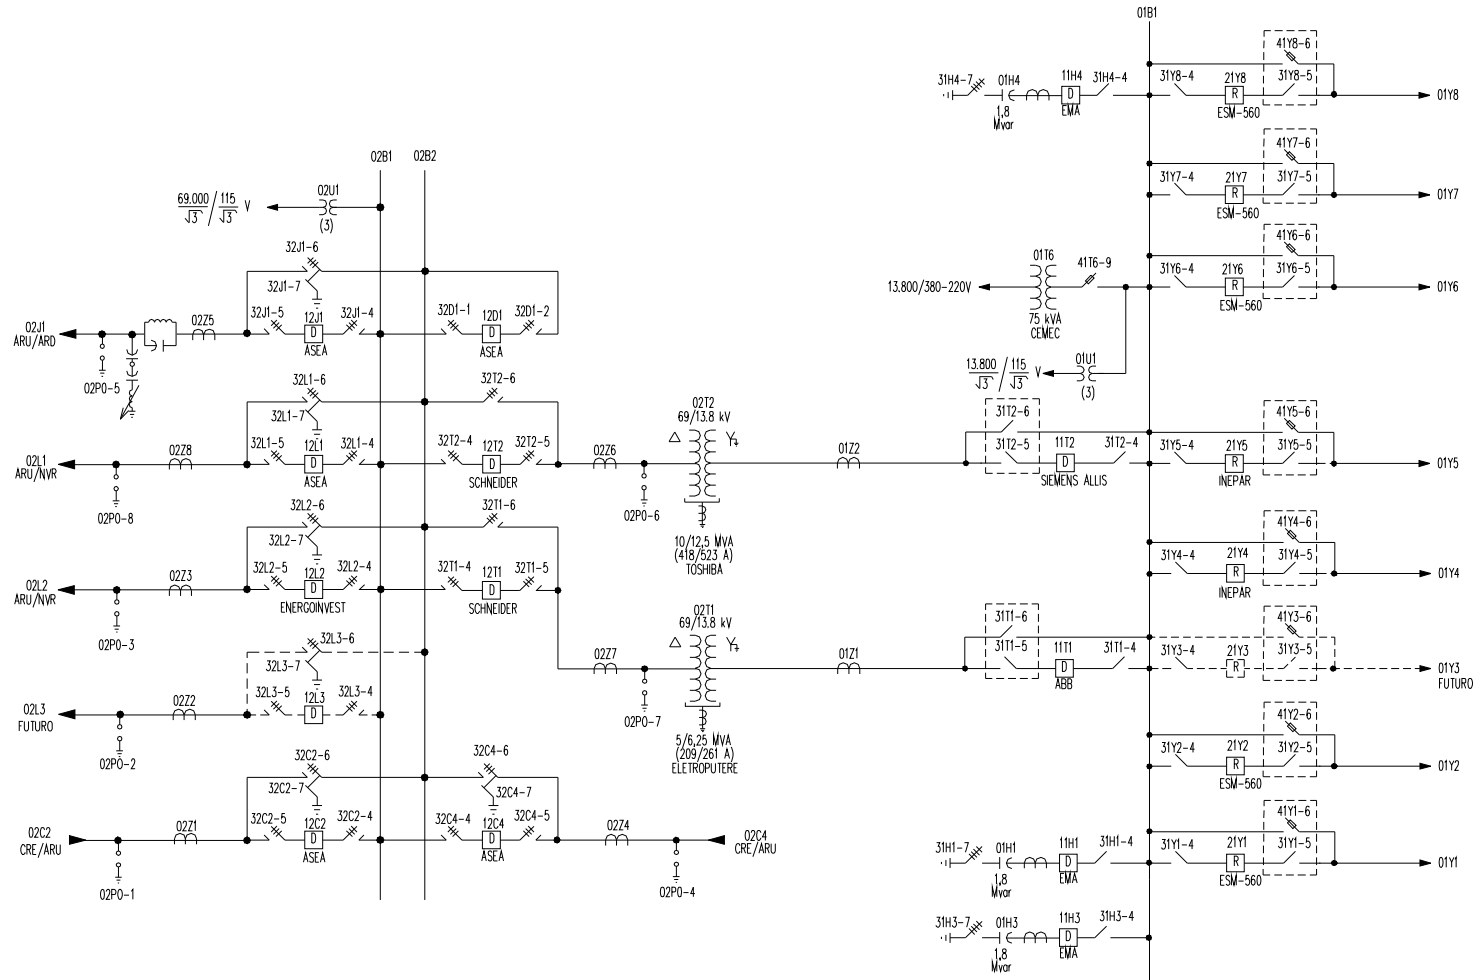 01B1
41Y8-6
31H4-7
01H4
11H4
31H4-4
31Y8-4
21Y8
31Y8-5
D
R
01Y8
1,8
Mvar
EMA
ESM-560
41Y7-6
31Y7-4
21Y7
31Y7-5
R
01Y7
ESM-560
02B1
02B2
69.000/√3 / 115/√3 V
02U1
(3)
41Y6-6
01T6
41T6-9
31Y6-4
21Y6
31Y6-5
13.800/380-220V
R
01Y6
75 kVA
CEMEC
ESM-560
32J1-6
32J1-7
02J1
ARU/ARD
02Z5
32J1-5
12J1
32J1-4
32D1-1
12D1
32D1-2
D
D
ASEA
ASEA
02P0-5
13.800/√3 / 115/√3 V
01U1
(3)
32L1-6
32L1-7
32T2-6
02T2
69/13.8 kV
31T2-6
41Y5-6
02L1
ARU/NVR
02Z8
32L1-5
12L1
32L1-4
32T2-4
12T2
32T2-5
02Z6
01Z2
31T2-5
11T2
31T2-4
31Y5-4
21Y5
31Y5-5
D
D
D
R
01Y5
ASEA
SCHNEIDER
SIEMENS ALLIS
INEPAR
02P0-8
02P0-6
10/12,5 MVA
(418/523 A)
TOSHIBA
32L2-6
32L2-7
32T1-6
41Y4-6
02L2
ARU/NVR
02Z3
32L2-5
12L2
32L2-4
32T1-4
12T1
32T1-5
31Y4-4
21Y4
31Y4-5
D
D
R
01Y4
ENERGOINVEST
SCHNEIDER
INEPAR
02P0-3
02T1
69/13.8 kV
31T1-6
41Y3-6
32L3-6
32L3-7
02Z7
01Z1
31T1-5
11T1
31T1-4
31Y3-4
21Y3
31Y3-5
D
R
01Y3
FUTURO
ABB
02L3
FUTURO
02Z2
32L3-5
12L3
32L3-4
D
02P0-2
02P0-7
5/6,25 MVA
(209/261 A)
ELETROPUTERE
41Y2-6
31Y2-4
21Y2
31Y2-5
R
01Y2
ESM-560
32C2-6
32C2-7
32C4-6
32C4-7
02C2
CRE/ARU
02Z1
32C2-5
12C2
32C2-4
32C4-4
12C4
32C4-5
02Z4
02C4
CRE/ARU
D
D
ASEA
ASEA
02P0-1
02P0-4
41Y1-6
31H1-7
01H1
11H1
31H1-4
31Y1-4
21Y1
31Y1-5
D
R
01Y1
1,8
Mvar
EMA
ESM-560
31H3-7
01H3
11H3
31H3-4
D
1,8
Mvar
EMA